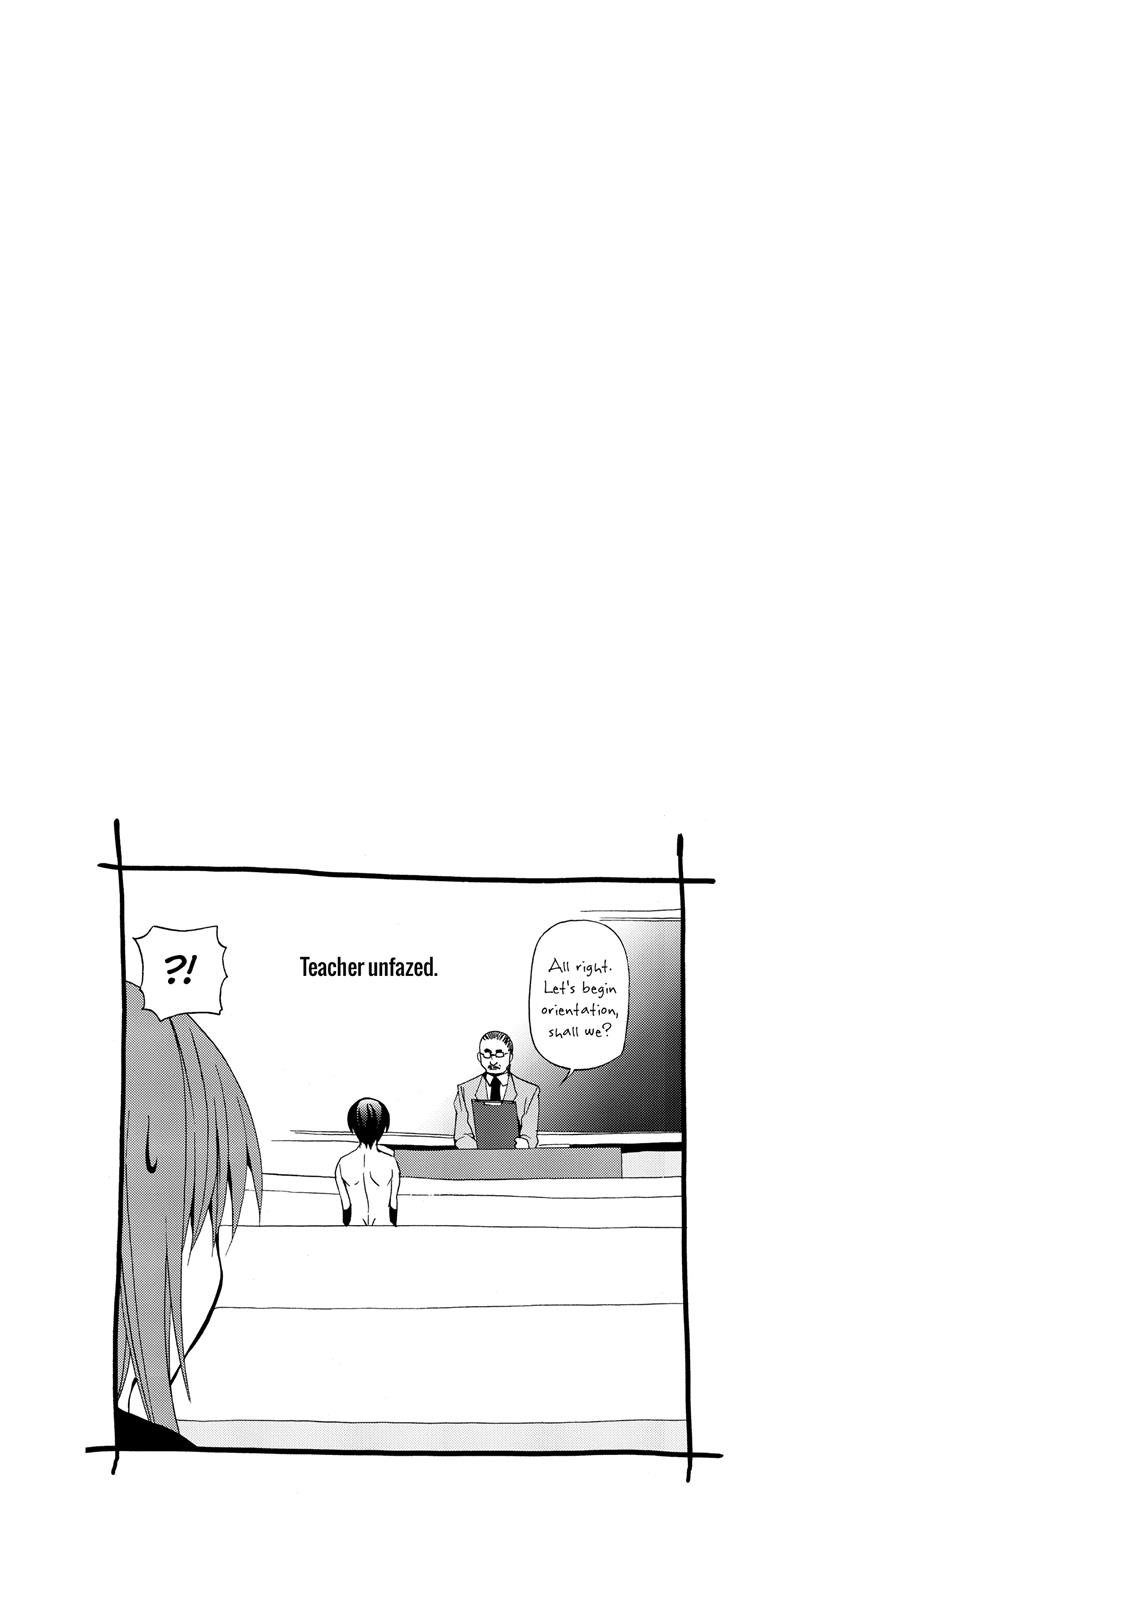 All right.
Let's begin
orientation,
shall we?
Teacher unfazed.
?!